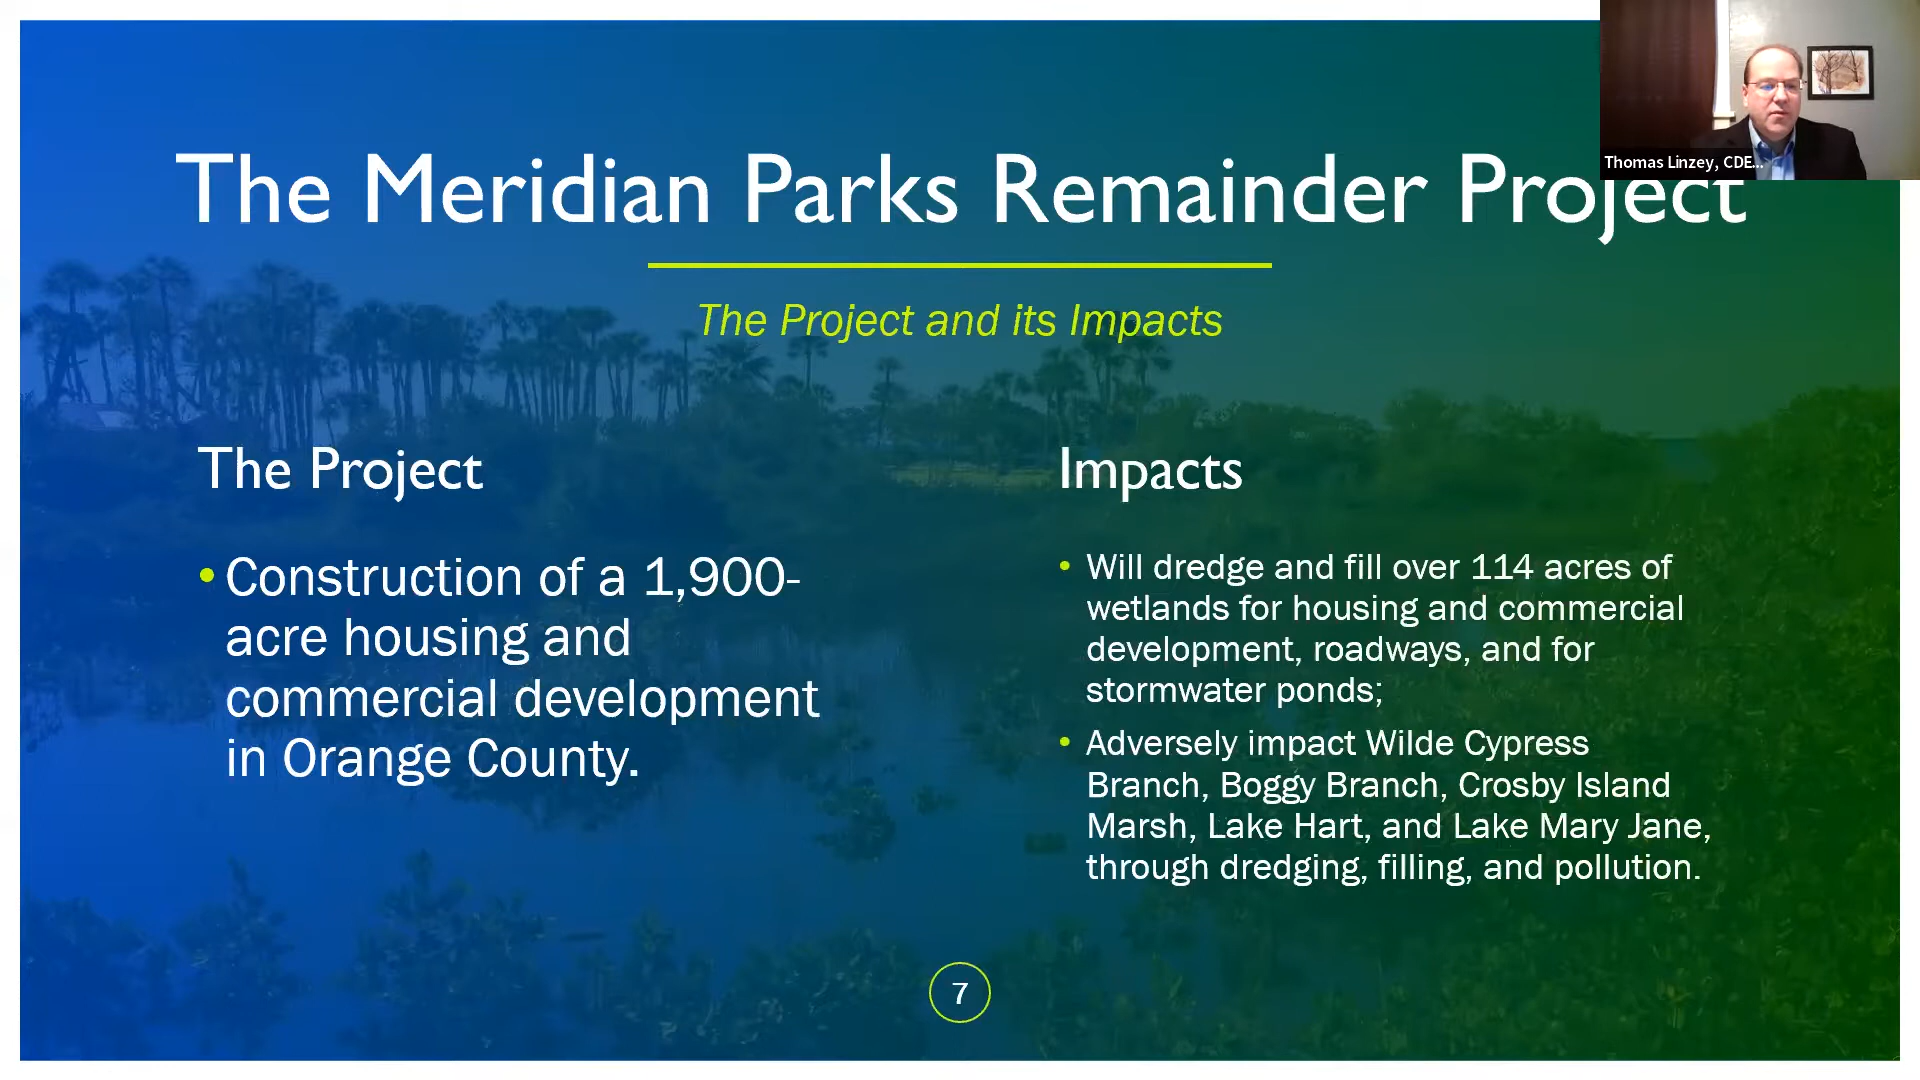 Thomas Linzey, CDE...
The Meridian Parks Remainder Project
The Project and its Impacts
The Project
• Construction of a 1,900-
acre housing and
commercial development
in Orange County.
Impacts
• Will dredge and fill over 114 acres of
wetlands for housing and commercial
development, roadways, and for
stormwater ponds;
• Adversely impact Wilde Cypress
Branch, Boggy Branch, Crosby Island
Marsh, Lake Hart, and Lake Mary Jane,
through dredging, filling, and pollution.
7